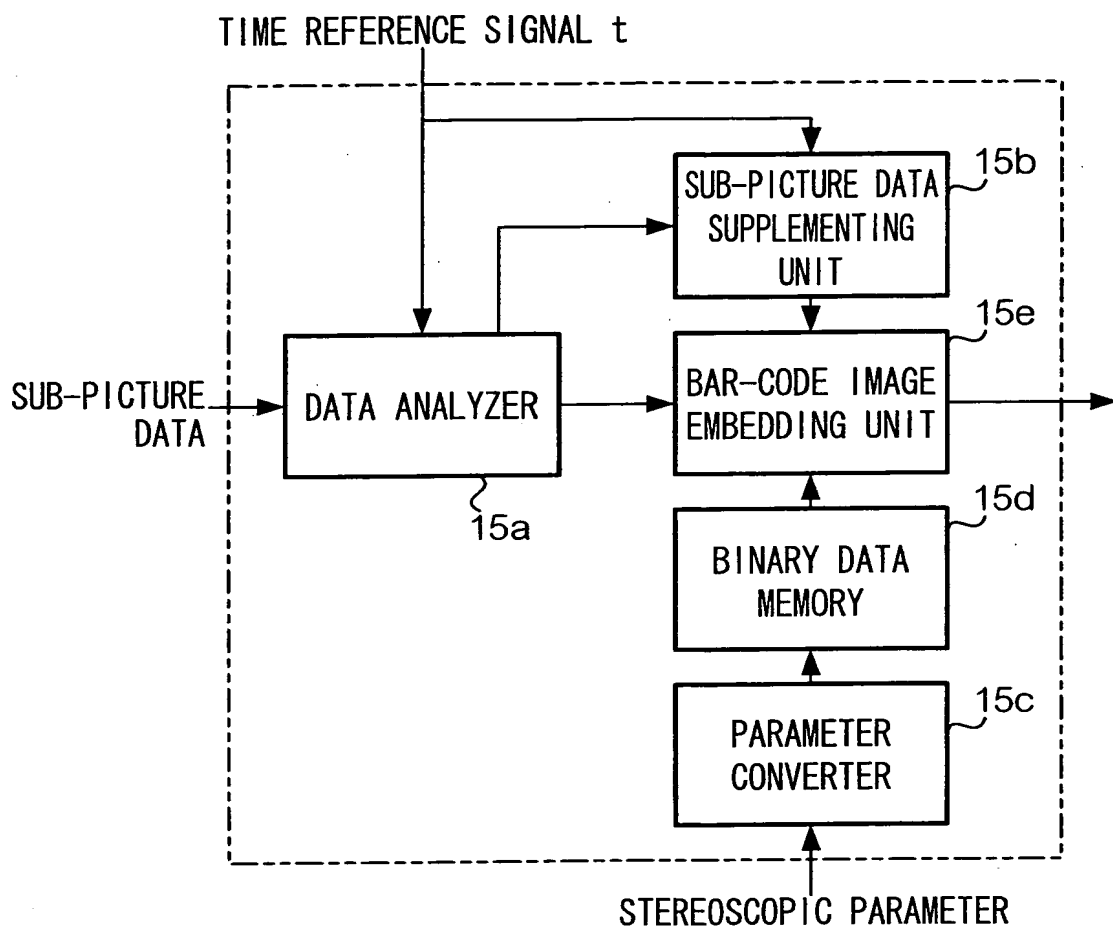 TIME REFERENCE SIGNAL t
15b
SUB-PICTURE DATA
SUPPLEMENTING
UNIT
15e
SUB-PICTURE
DATA
DATA ANALYZER
BAR-CODE IMAGE
EMBEDDING UNIT
15a
15d
BINARY DATA
MEMORY
15c
PARAMETER
CONVERTER
STEREOSCOPIC PARAMETER